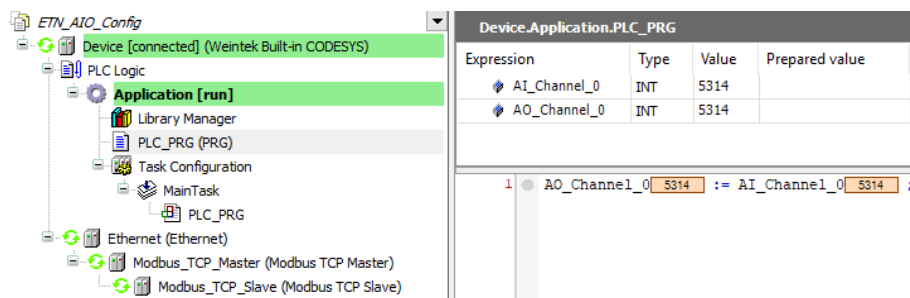 ETN_AIO_Config
Device [connected] (Weintek Built-in CODESYS)
PLC Logic
Application [run]
Library Manager
PLC_PRG (PRG)
Task Configuration
MainTask
PLC_PRG
Ethernet (Ethernet)
Modbus_TCP_Master (Modbus TCP Master)
Modbus_TCP_Slave (Modbus TCP Slave)
Device.Application.PLC_PRG
Expression Type Value Prepared value
AI_Channel_0 INT 5314
AO_Channel_0 INT 5314
1 AO_Channel_0 5314 := AI_Channel_0 5314 ;